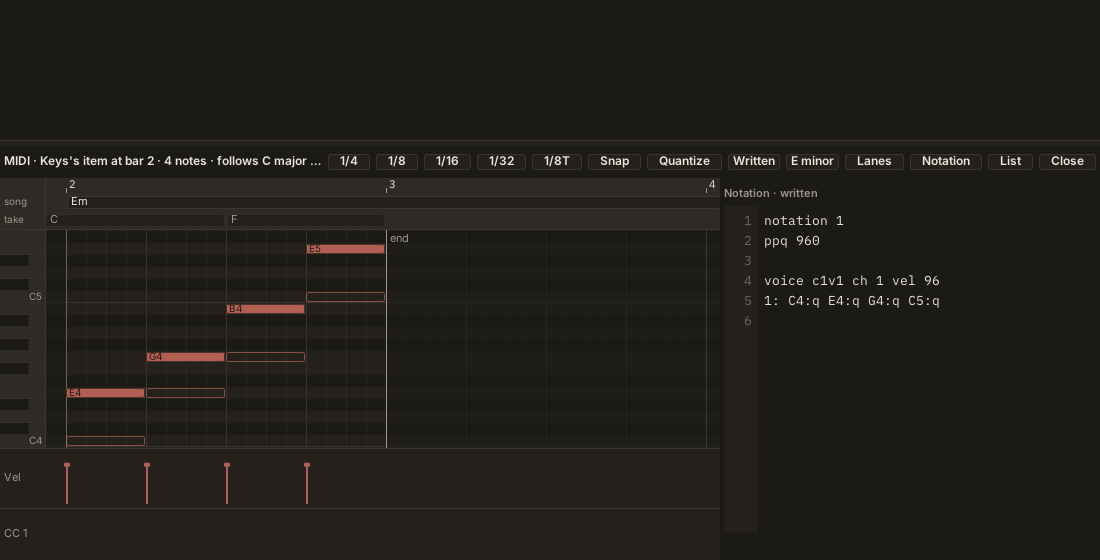 MIDI · Keys's item at bar 2 · 4 notes · follows C major ... 1/4 1/8 1/16 1/32 1/8T Snap Quantize Written E minor Lanes Notation List Close
2 3 4
song Em
take C F
end
E5
C5
B4
G4
E4
C4
Vel
CC 1
Notation · written
1 notation 1
2 ppq 960
3
4 voice c1v1 ch 1 vel 96
5 1: C4:q E4:q G4:q C5:q
6